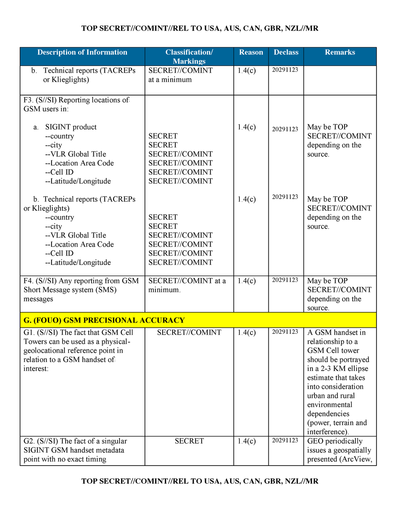 TOP SECRET//COMINT//REL TO USA, AUS, CAN, GBR, NZL//MR
Description of Information
Classification/
Markings
Reason
Declass
Remarks
b. Technical reports (TACREPs
or Klieglights)
SECRET//COMINT
at a minimum
1.4(c)
20291123
F3. (S//SI) Reporting locations of
GSM users in:
a. SIGINT product
--country
--city
--VLR Global Title
--Location Area Code
--Cell ID
--Latitude/Longitude
SECRET
SECRET
SECRET//COMINT
SECRET//COMINT
SECRET//COMINT
SECRET//COMINT
1.4(c)
20291123
May be TOP
SECRET//COMINT
depending on the
source.
b. Technical reports (TACREPs
or Klieglights)
--country
--city
--VLR Global Title
--Location Area Code
--Cell ID
--Latitude/Longitude
SECRET
SECRET
SECRET//COMINT
SECRET//COMINT
SECRET//COMINT
SECRET//COMINT
1.4(c)
20291123
May be TOP
SECRET//COMINT
depending on the
source.
F4. (S//SI) Any reporting from GSM
Short Message system (SMS)
messages
SECRET//COMINT at a
minimum.
1.4(c)
20291123
May be TOP
SECRET//COMINT
depending on the
source.
G. (FOUO) GSM PRECISIONAL ACCURACY
G1. (S//SI) The fact that GSM Cell
Towers can be used as a physical-
geolocational reference point in
relation to a GSM handset of
interest:
SECRET//COMINT
1.4(c)
20291123
A GSM handset in
relationship to a
GSM Cell tower
should be portrayed
in a 2-3 KM ellipse
estimate that takes
into consideration
urban and rural
environmental
dependencies
(power, terrain and
interference).
G2. (S//SI) The fact of a singular
SIGINT GSM handset metadata
point with no exact timing
SECRET
1.4(c)
20291123
GEO periodically
issues a geospatially
presented (ArcView,
TOP SECRET//COMINT//REL TO USA, AUS, CAN, GBR, NZL//MR